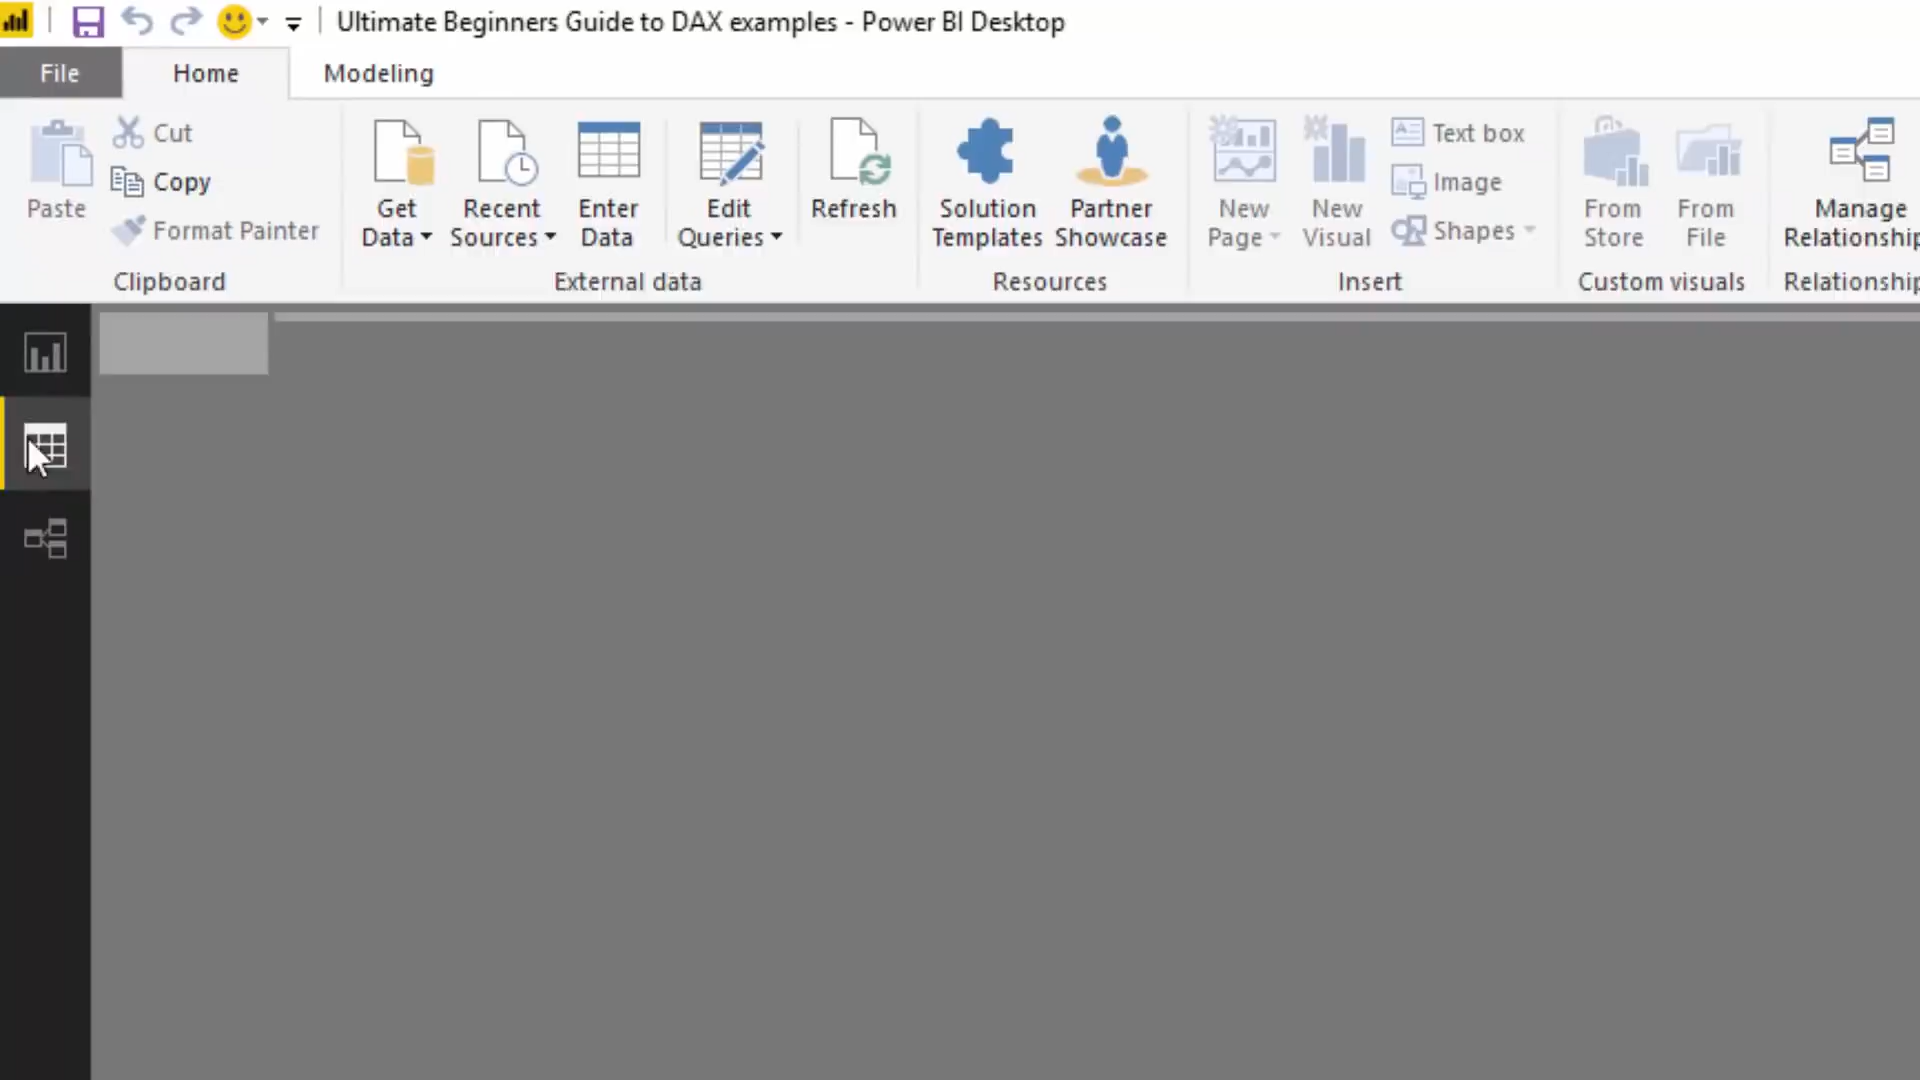 Ultimate Beginners Guide to DAX examples - Power BI Desktop
File
Home
Modeling
Paste
Cut
Copy
Format Painter
Clipboard
Get
Data
Recent
Sources
Enter
Data
Edit
Queries
Refresh
External data
Solution
Templates
Partner
Showcase
Resources
New
Page
New
Visual
Text box
Image
Shapes
Insert
From
Store
From
File
Custom visuals
Manage
Relationship
Relationship